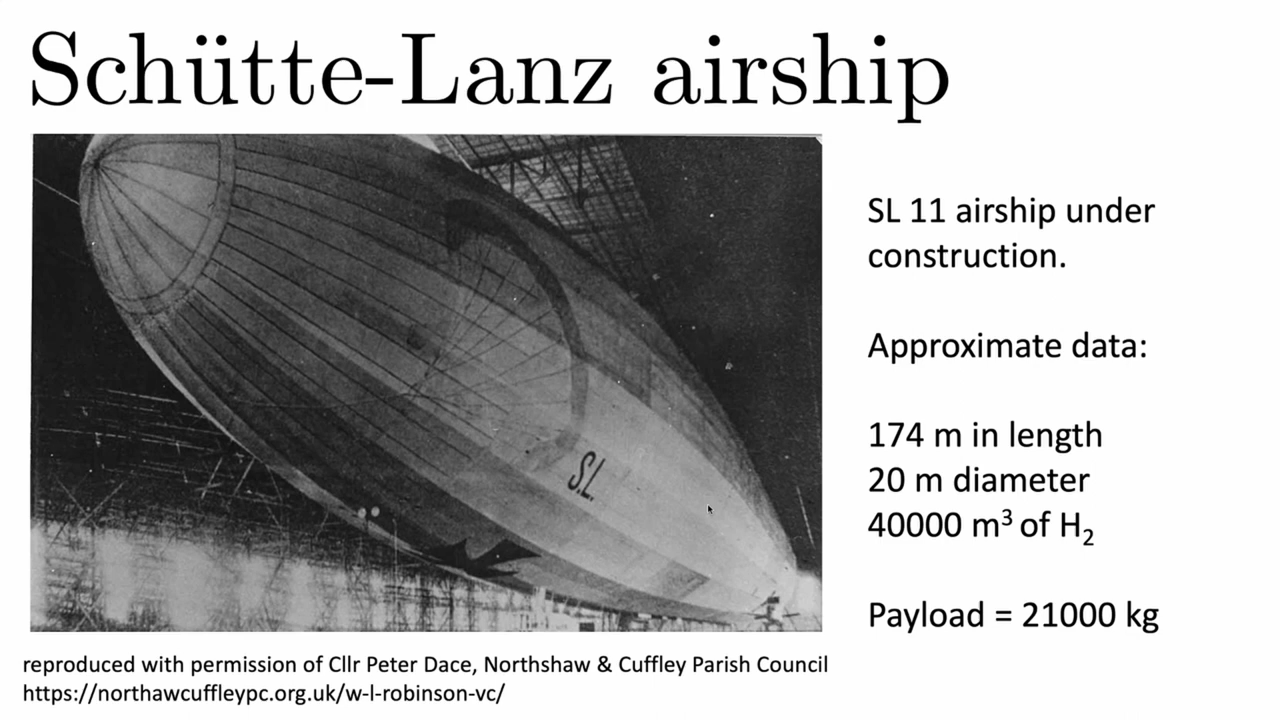 Schütte-Lanz airship
SL 11 airship under
construction.
Approximate data:
174 m in length
20 m diameter
40000 m³ of H₂
Payload = 21000 kg
S.L.
reproduced with permission of Cllr Peter Dace, Northshaw & Cuffley Parish Council
https://northawcuffleypc.org.uk/w-l-robinson-vc/